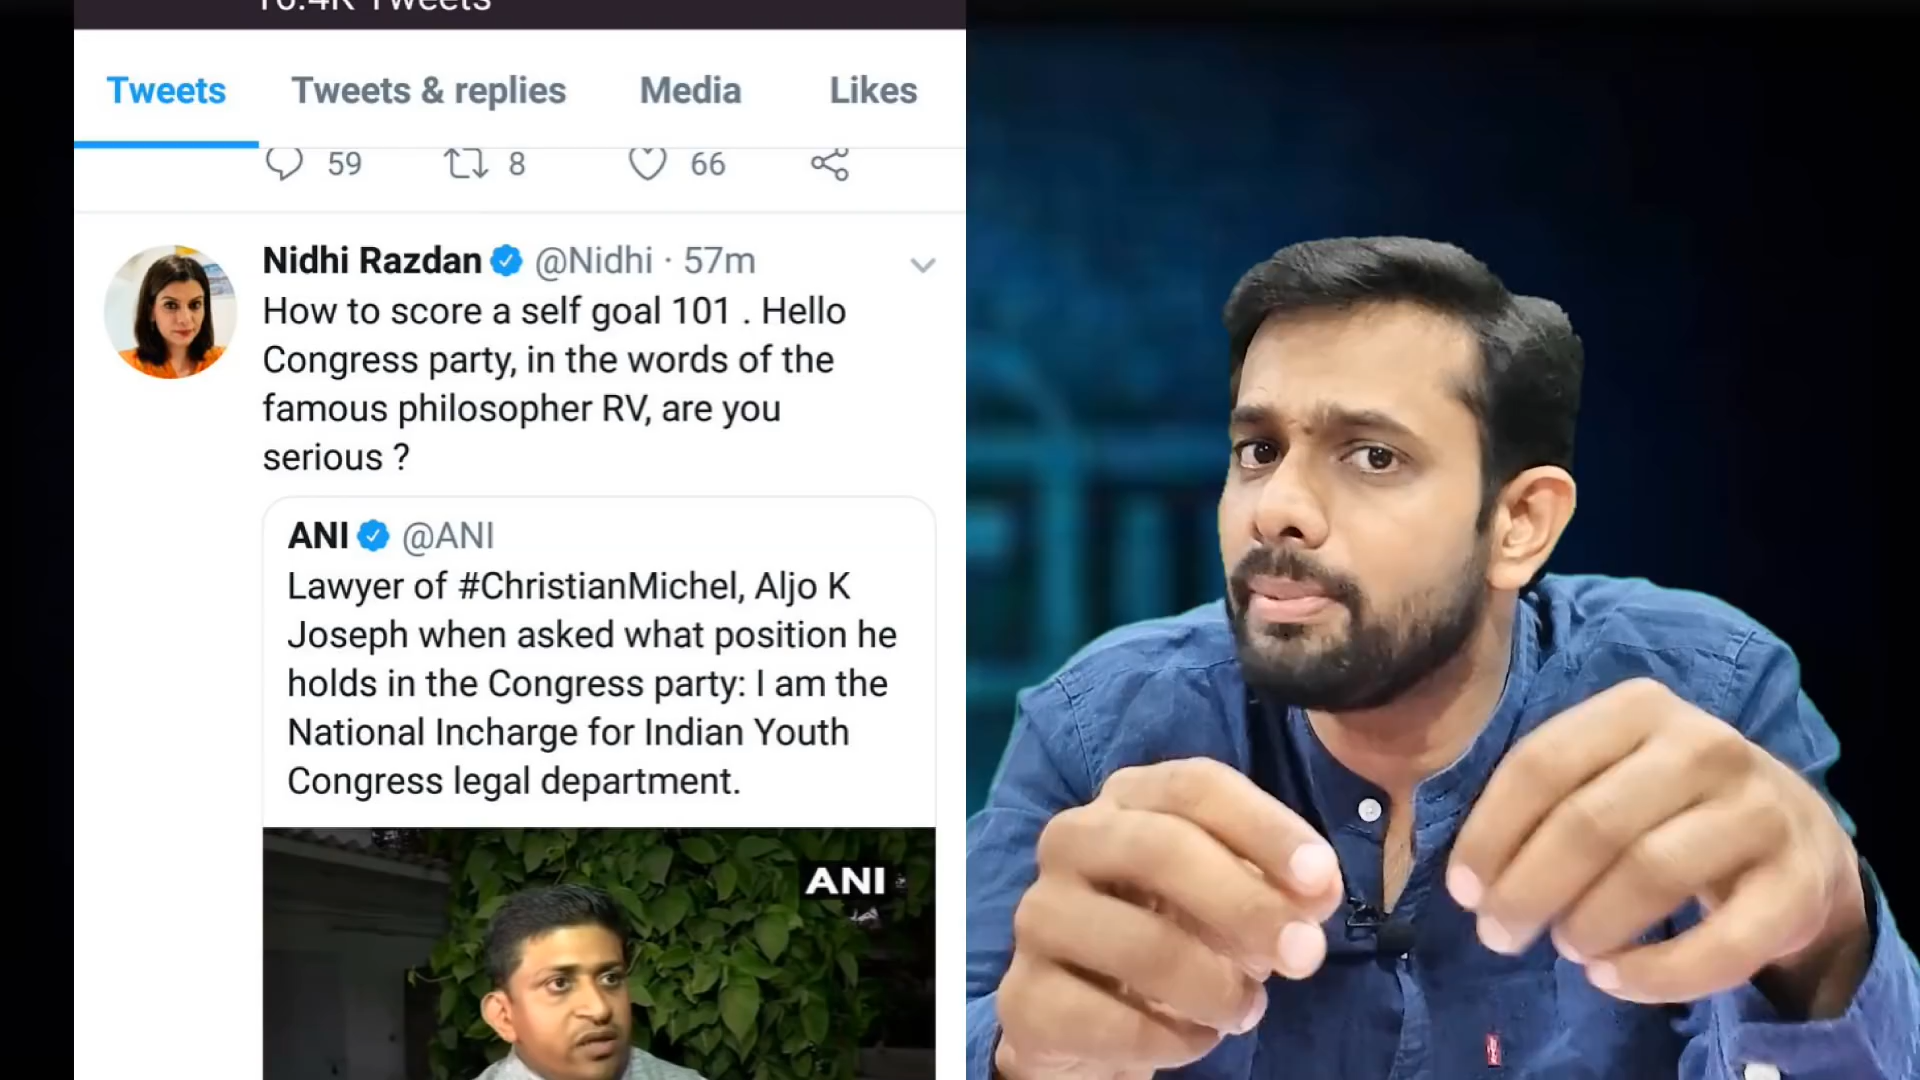 16.4K Tweets
Tweets Tweets & replies Media Likes
59 8 66
Nidhi Razdan @Nidhi · 57m
How to score a self goal 101 . Hello
Congress party, in the words of the
famous philosopher RV, are you
serious ?
ANI @ANI
Lawyer of #ChristianMichel, Aljo K
Joseph when asked what position he
holds in the Congress party: I am the
National Incharge for Indian Youth
Congress legal department.
ANI